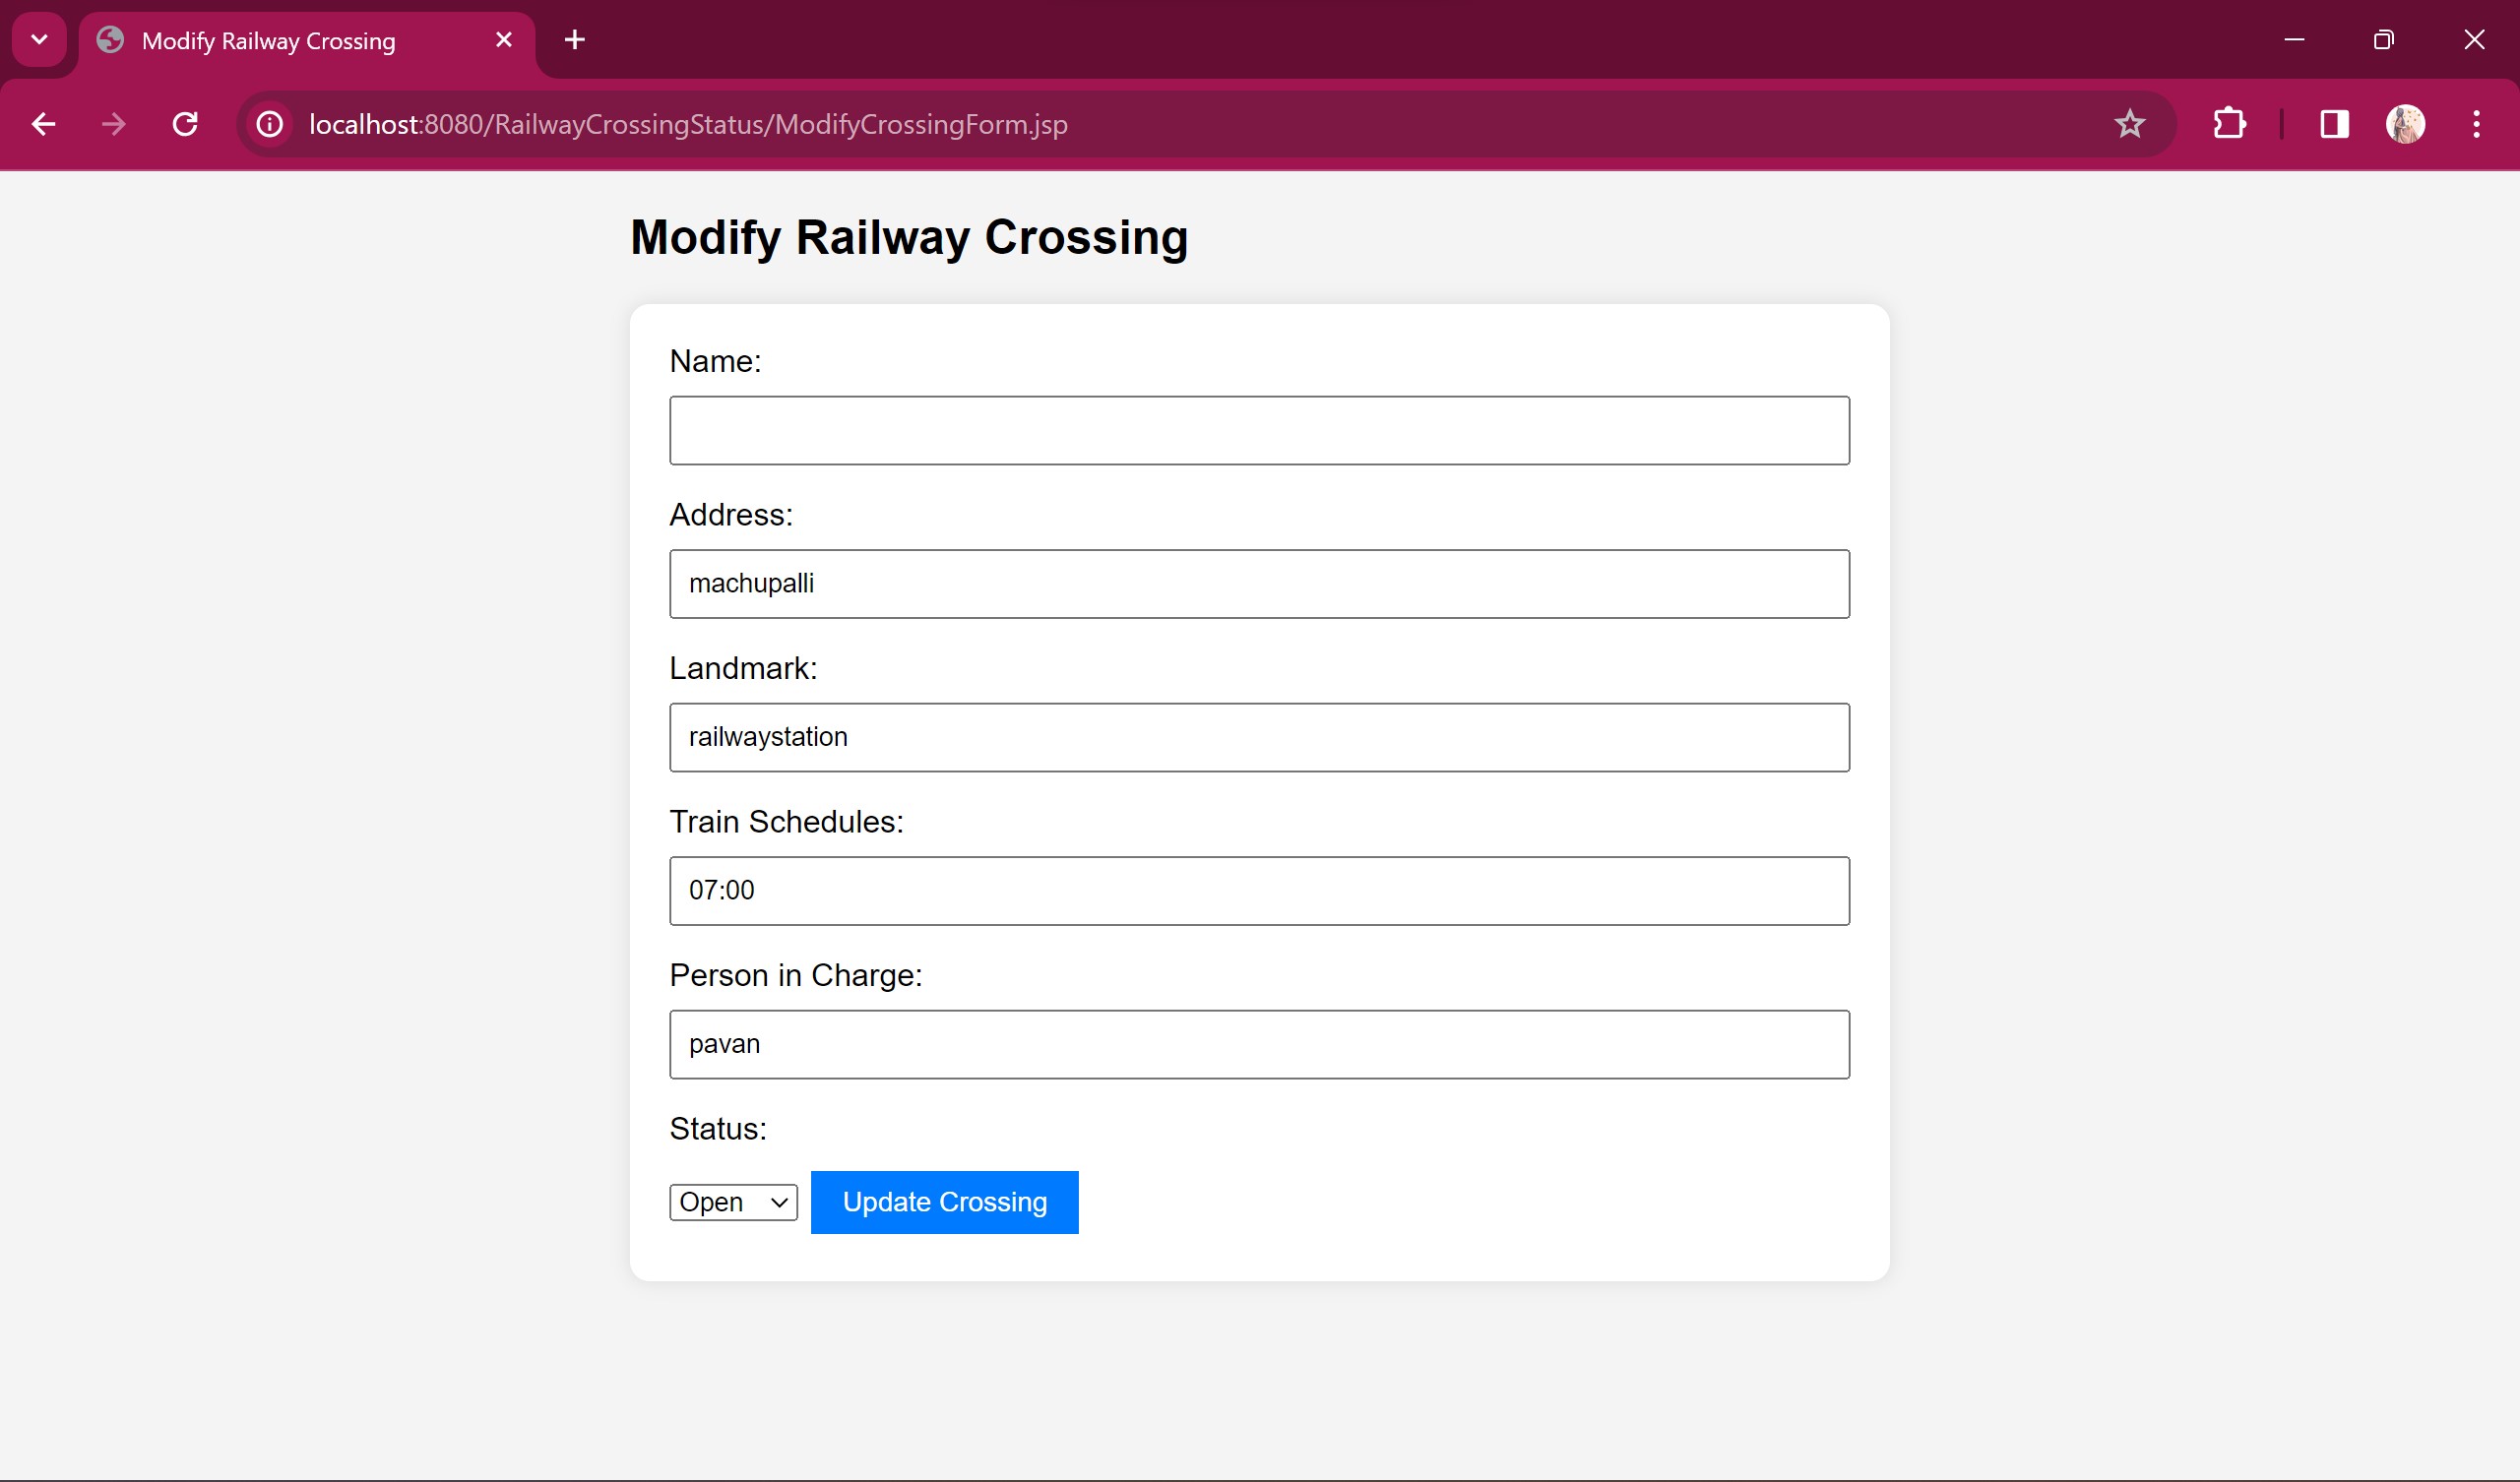 Modify Railway Crossing
localhost:8080/RailwayCrossingStatus/ModifyCrossingForm.jsp
Modify Railway Crossing
Name:
Address:
machupalli
Landmark:
railwaystation
Train Schedules:
07:00
Person in Charge:
pavan
Status:
Open Update Crossing